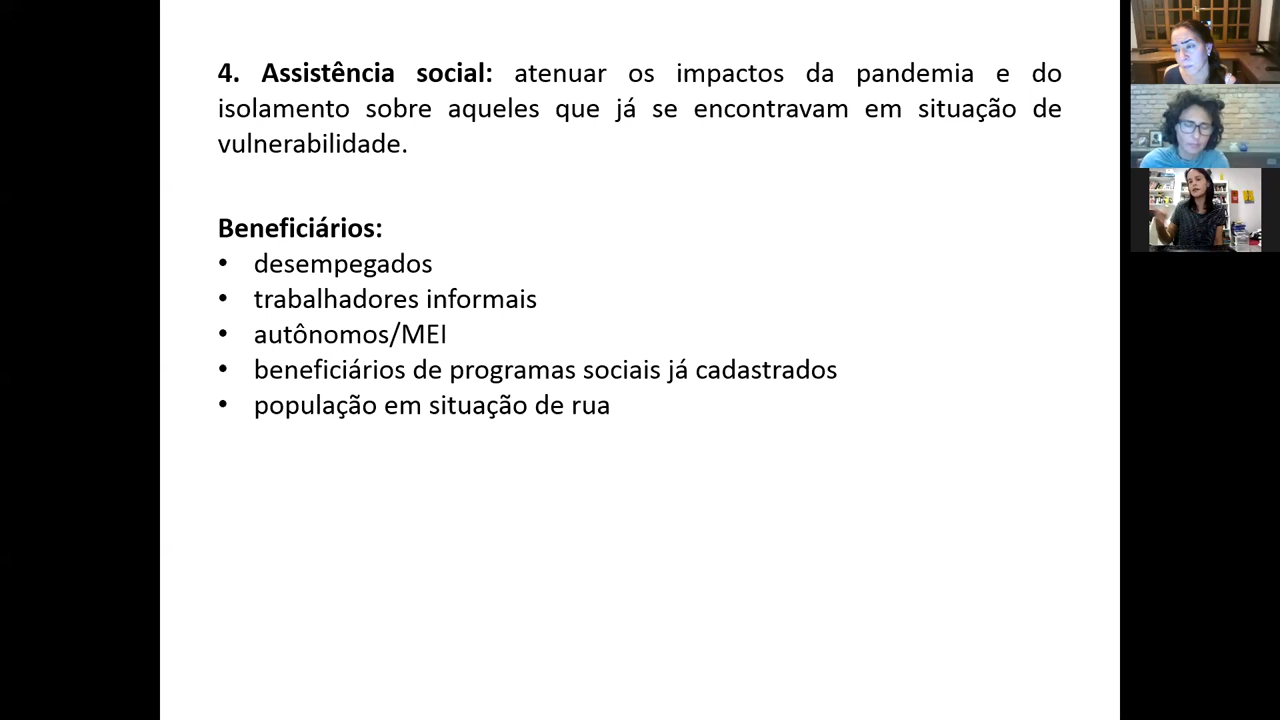 4. Assistência social: atenuar os impactos da pandemia e do
isolamento sobre aqueles que já se encontravam em situação de
vulnerabilidade.
Beneficiários:
• desempegados
• trabalhadores informais
• autônomos/MEI
• beneficiários de programas sociais já cadastrados
• população em situação de rua